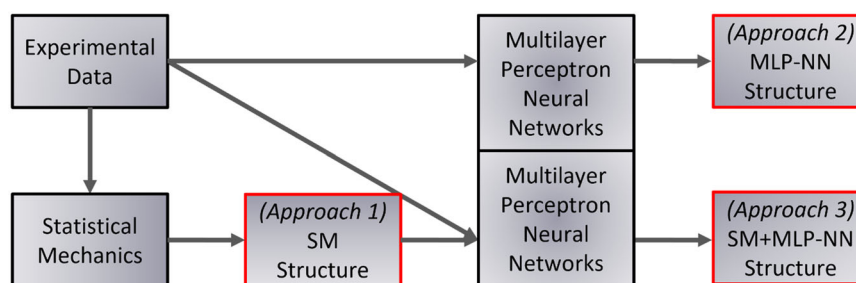 Experimental
Data
Multilayer
Perceptron
Neural
Networks
(Approach 2)
MLP-NN
Structure
Statistical
Mechanics
(Approach 1)
SM
Structure
Multilayer
Perceptron
Neural
Networks
(Approach 3)
SM+MLP-NN
Structure